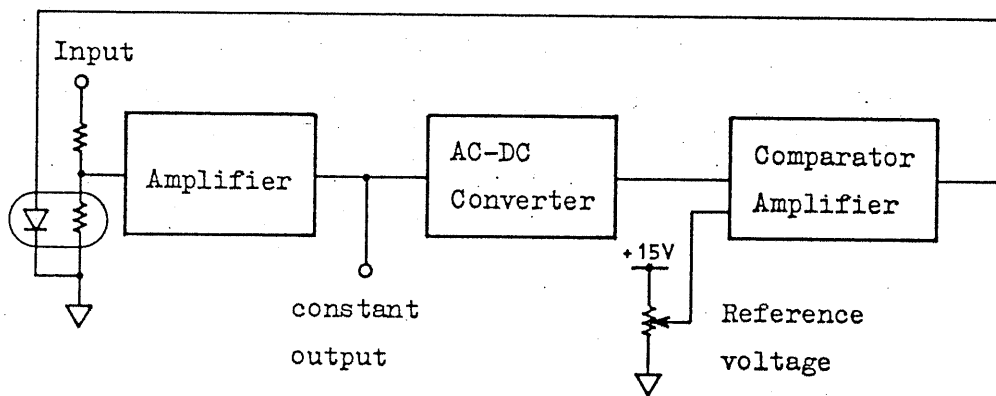 Input
Amplifier
AC-DC
Converter
Comparator
Amplifier
+15V
constant
output
Reference
voltage